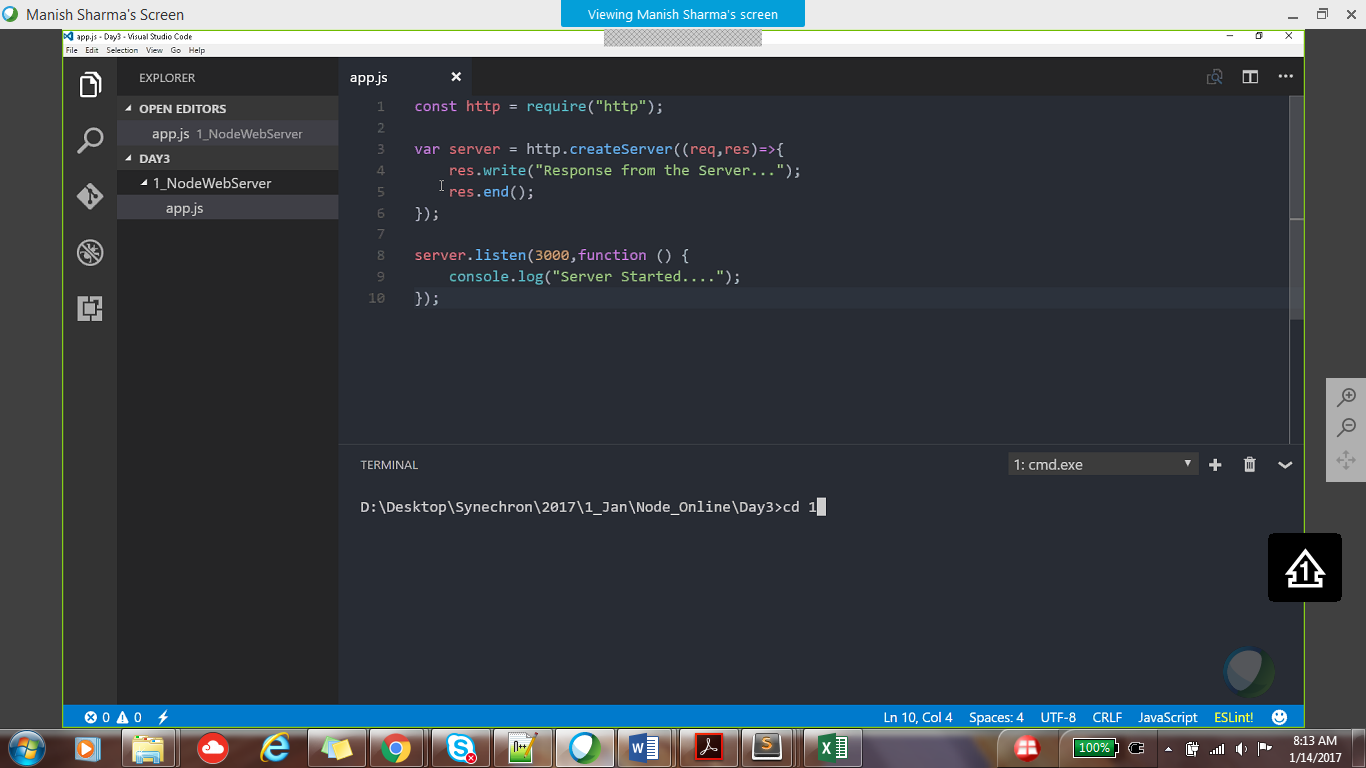 Manish Sharma's Screen
Viewing Manish Sharma's screen
app.js - Day3 - Visual Studio Code
File Edit Selection View Go Help
EXPLORER
OPEN EDITORS
app.js 1_NodeWebServer
DAY3
1_NodeWebServer
app.js
app.js
1 const http = require("http");
2
3 var server = http.createServer((req,res)=>{
4 res.write("Response from the Server...");
5 res.end();
6 });
7
8 server.listen(3000,function () {
9 console.log("Server Started....");
10 });
TERMINAL
1: cmd.exe
D:\Desktop\Synechron\2017\1_Jan\Node_Online\Day3>cd 1
1
0 0
Ln 10, Col 4 Spaces: 4 UTF-8 CRLF JavaScript ESLint!
100%
8:13 AM
1/14/2017